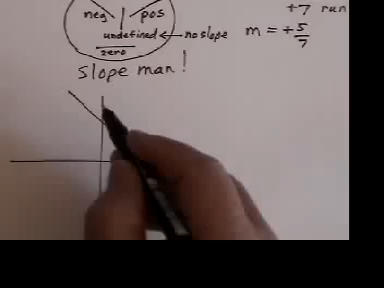 neg pos
undefined ← no slope
zero
slope man!
+7 run
m = +5/7